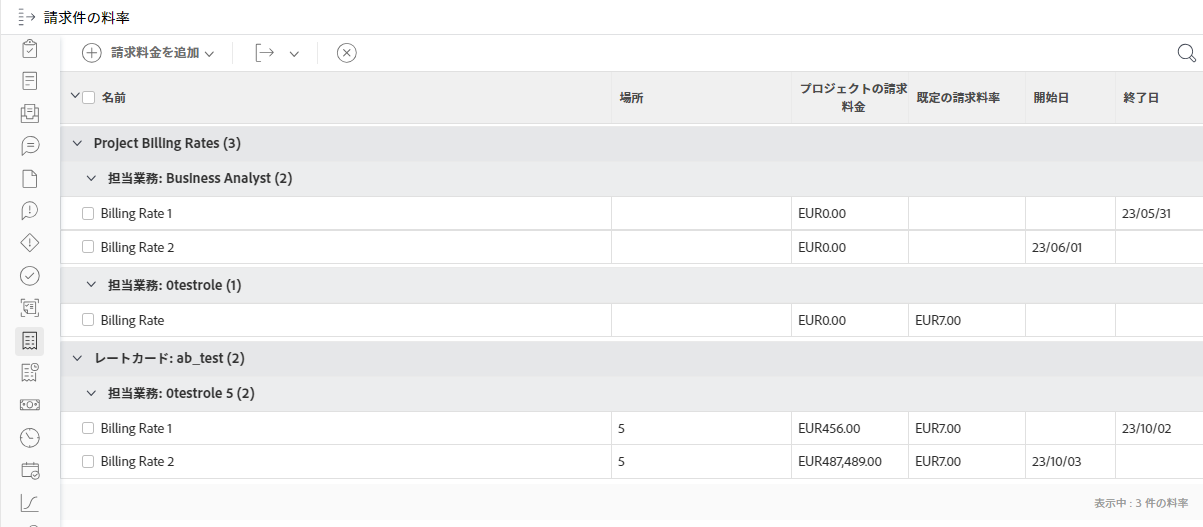 請求件の料率
請求料金を追加
名前 場所 プロジェクトの請求料金 既定の請求料率 開始日 終了日
Project Billing Rates (3)
担当業務: Business Analyst (2)
Billing Rate 1 EUR0.00 23/05/31
Billing Rate 2 EUR0.00 23/06/01
担当業務: 0testrole (1)
Billing Rate EUR0.00 EUR7.00
レートカード: ab_test (2)
担当業務: 0testrole 5 (2)
Billing Rate 1 5 EUR456.00 EUR7.00 23/10/02
Billing Rate 2 5 EUR487,489.00 EUR7.00 23/10/03
表示中 : 3 件の料率